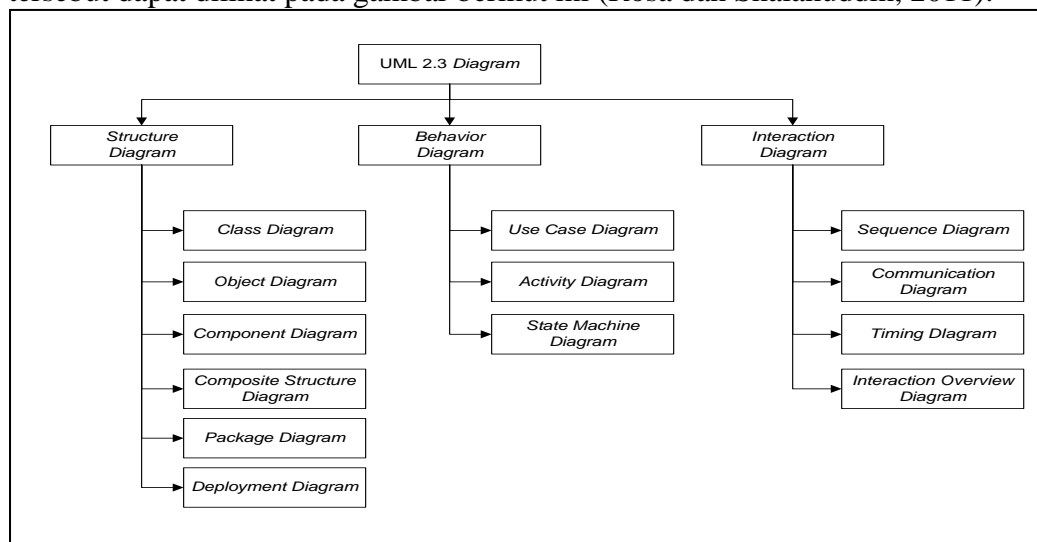 tersebut dapat dilihat pada gambar berikut ini (Rosa dan Shalahuddin, 2011).
UML 2.3 Diagram
Structure
Diagram
Behavior
Diagram
Interaction
Diagram
Class Diagram
Object Diagram
Component Diagram
Composite Structure
Diagram
Package Diagram
Deployment Diagram
Use Case Diagram
Activity Diagram
State Machine
Diagram
Sequence Diagram
Communication
Diagram
Timing DIagram
Interaction Overview
Diagram